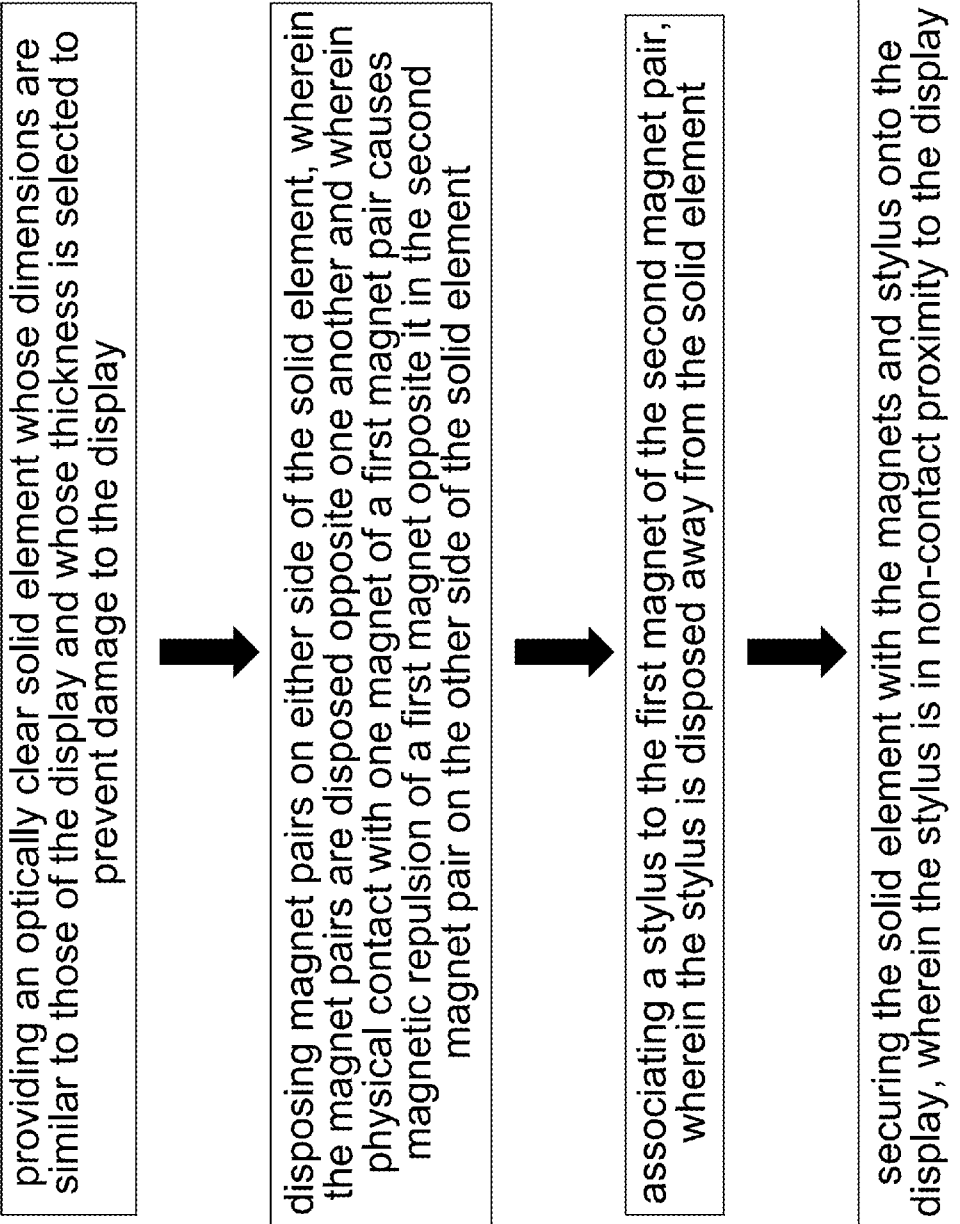 providing an optically clear solid element whose dimensions are
similar to those of the display and whose thickness is selected to
prevent damage to the display
disposing magnet pairs on either side of the solid element, wherein
the magnet pairs are disposed opposite one another and wherein
physical contact with one magnet of a first magnet pair causes
magnetic repulsion of a first magnet opposite it in the second
magnet pair on the other side of the solid element
associating a stylus to the first magnet of the second magnet pair,
wherein the stylus is disposed away from the solid element
securing the solid element with the magnets and stylus onto the
display, wherein the stylus is in non-contact proximity to the display